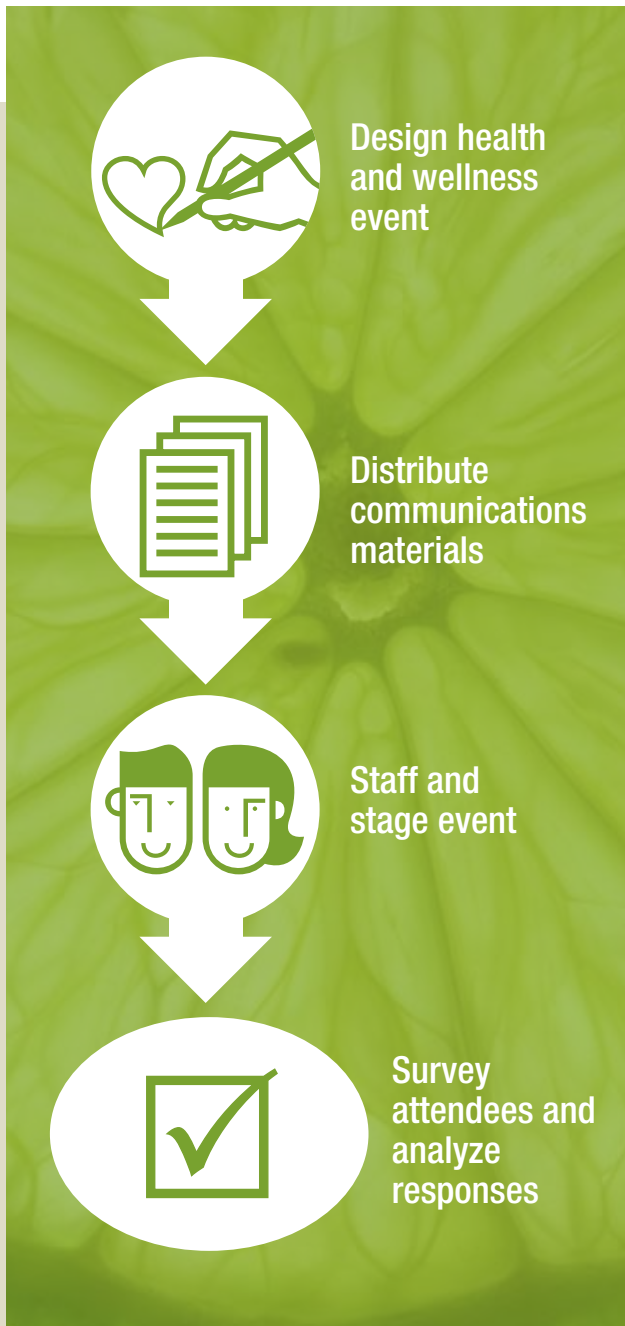 Design health
and wellness
event
Distribute
communications
materials
Staff and
stage event
Survey
attendees and
analyze
responses